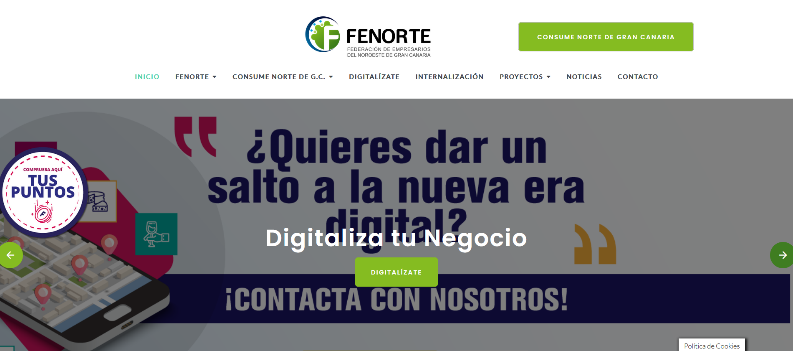 FENORTE
FEDERACIÓN DE EMPRESARIOS
DEL NOROESTE DE GRAN CANARIA
CONSUME NORTE DE GRAN CANARIA
INICIO FENORTE CONSUME NORTE DE G.C. DIGITALÍZATE INTERNALIZACIÓN PROYECTOS NOTICIAS CONTACTO
¿Quieres dar un
salto a la nueva era
digital?
COMPRUEBA AQUÍ
TUS
PUNTOS
Digitaliza tu Negocio
DIGITALÍZATE
¡CONTACTA CON NOSOTROS!
Política de Cookies